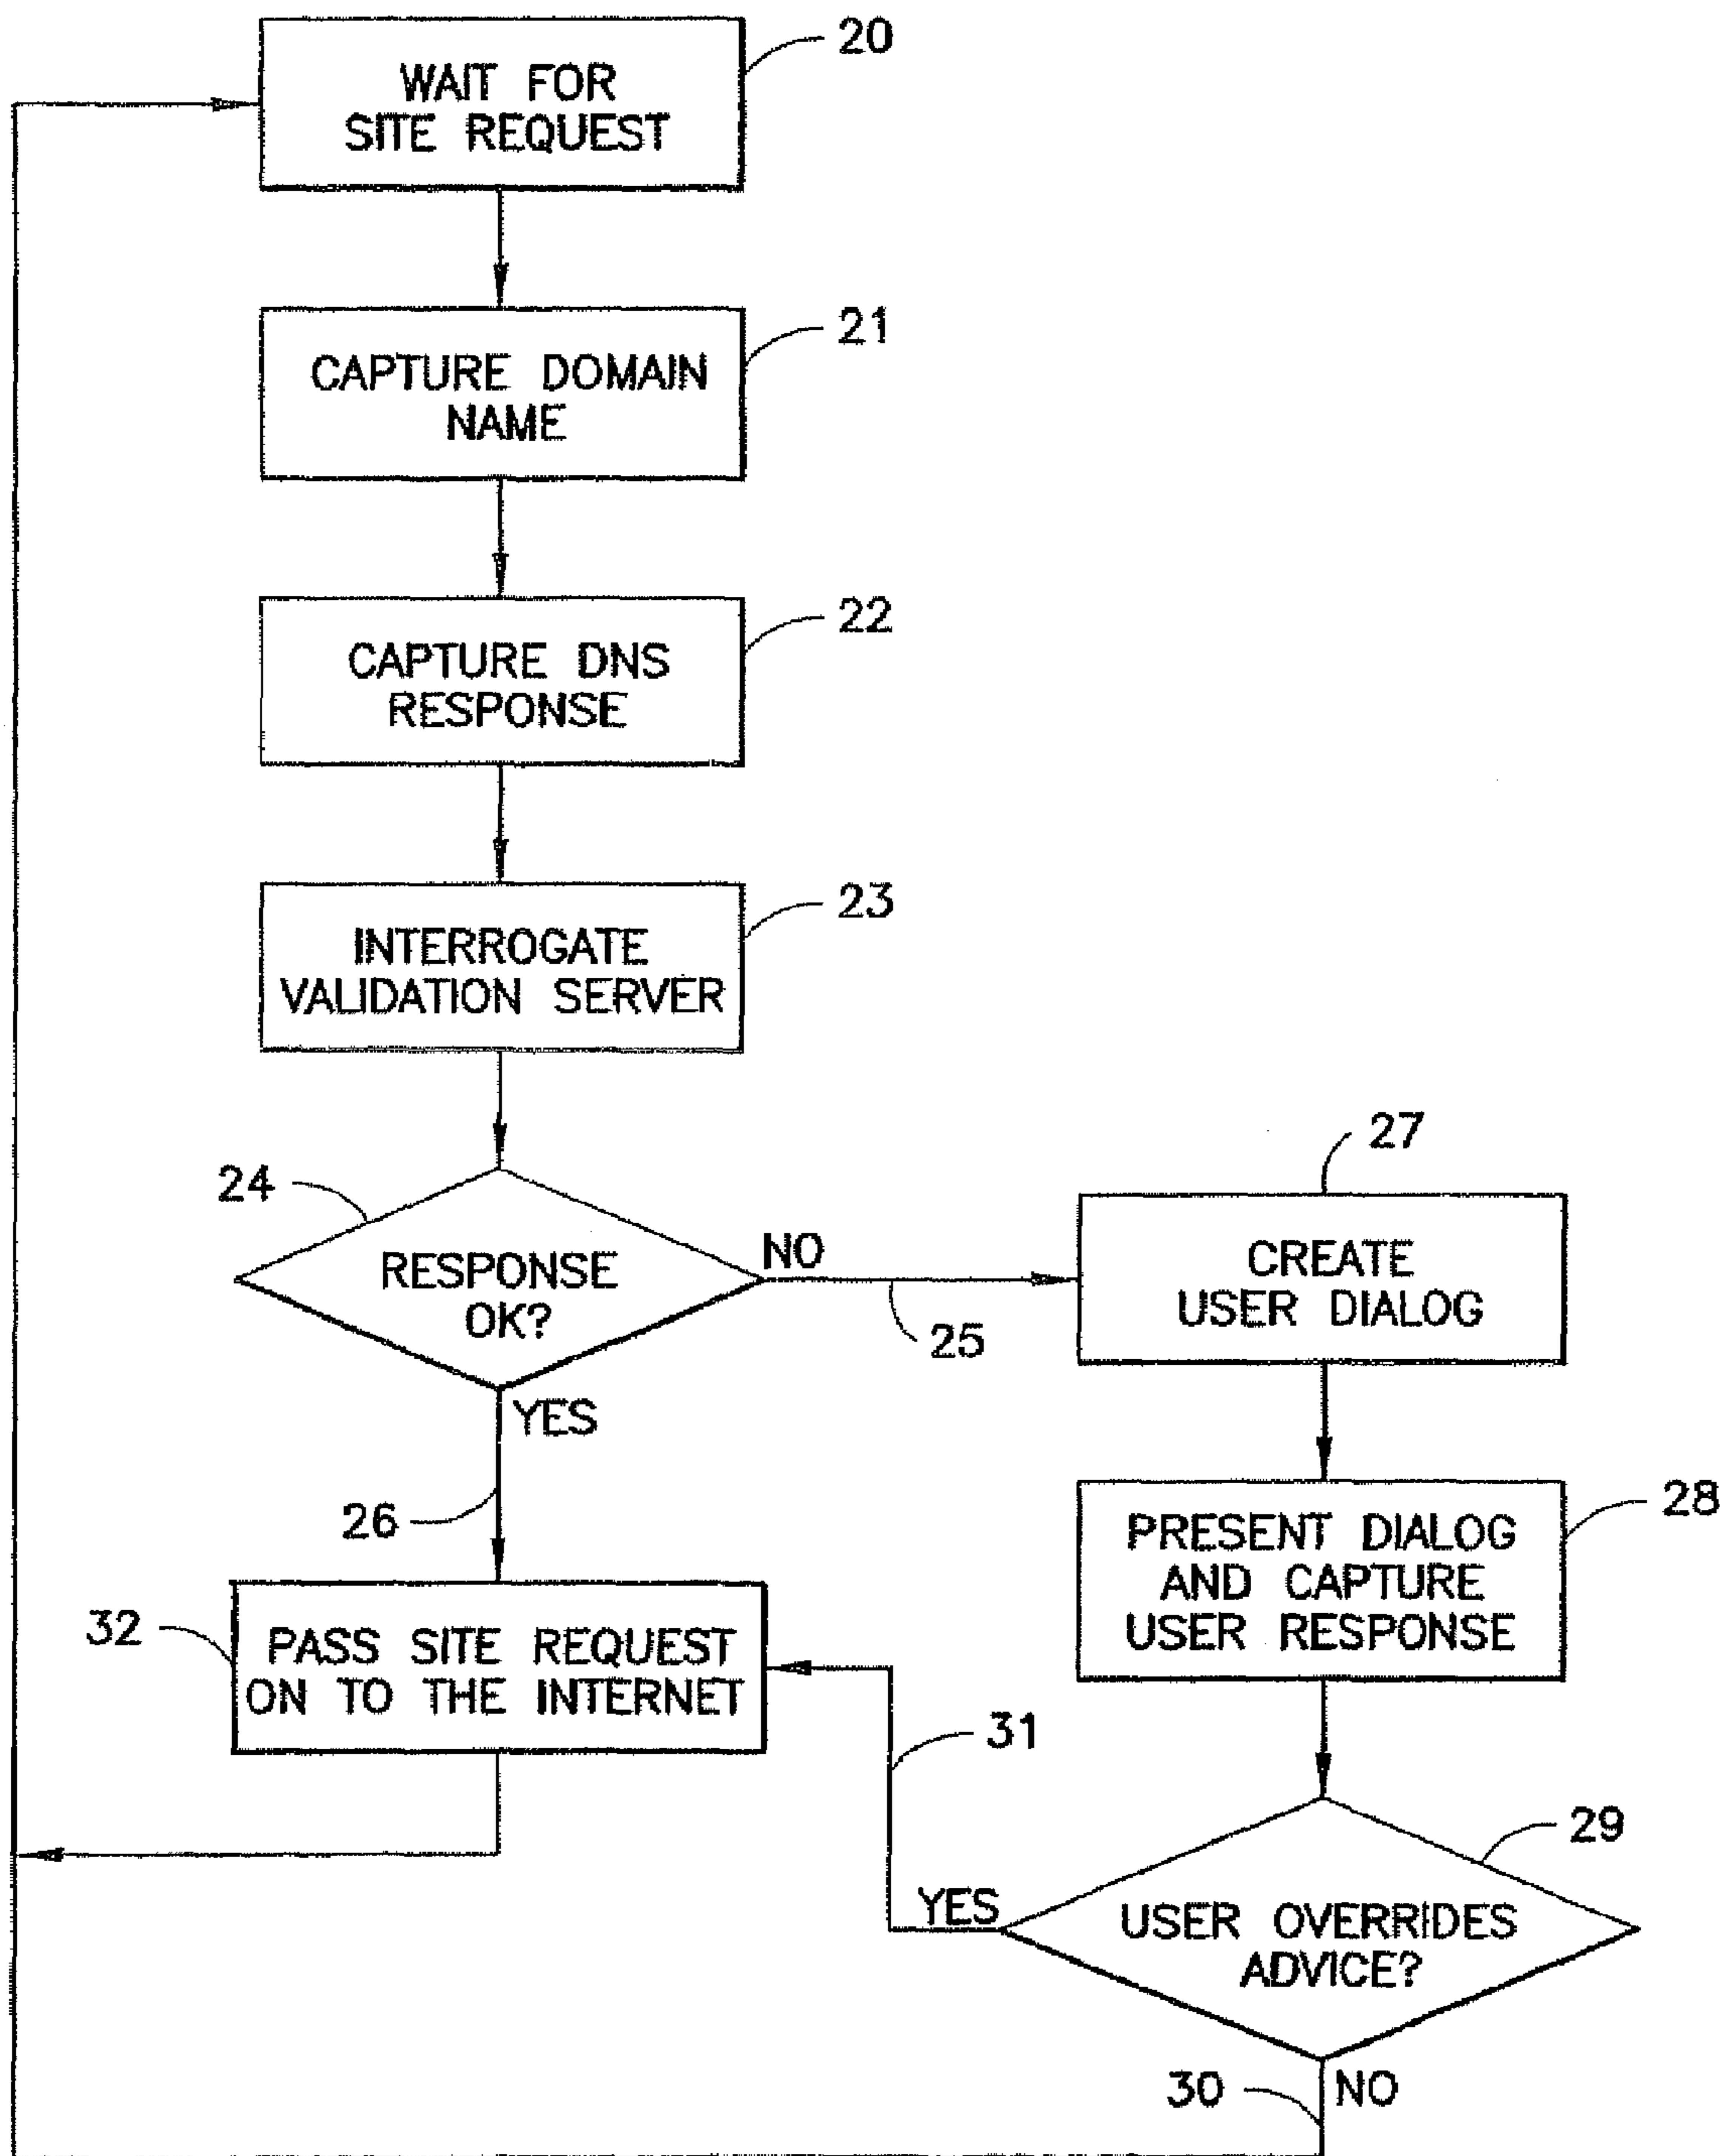 20
WAIT FOR
SITE REQUEST
21
CAPTURE DOMAIN
NAME
22
CAPTURE DNS
RESPONSE
23
INTERROGATE
VALIDATION SERVER
24
RESPONSE
OK?
NO
25
YES
26
27
CREATE
USER DIALOG
28
PRESENT DIALOG
AND CAPTURE
USER RESPONSE
32
PASS SITE REQUEST
ON TO THE INTERNET
31
29
YES
USER OVERRIDES
ADVICE?
30
NO